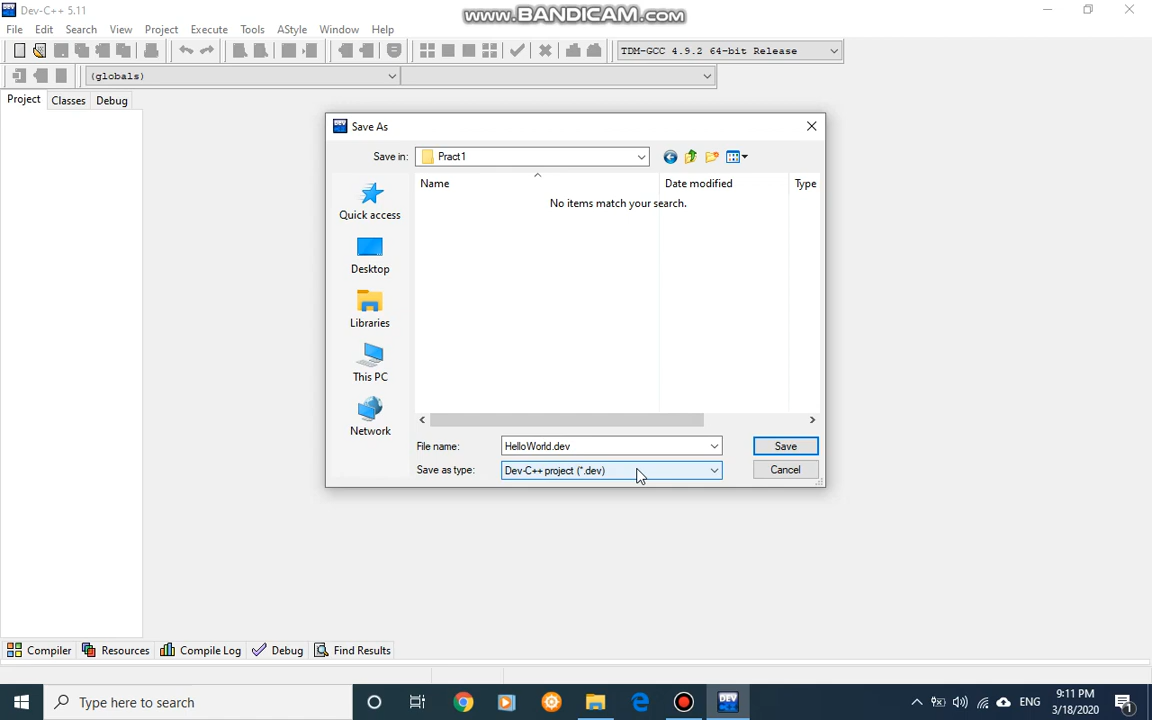 Dev-C++ 5.11
www.BANDICAM.com
File Edit Search View Project Execute Tools AStyle Window Help
TDM-GCC 4.9.2 64-bit Release
(globals)
Project Classes Debug
Save As
Save in: Pract1
Name Date modified Type
No items match your search.
Quick access
Desktop
Libraries
This PC
Network
File name: HelloWorld.dev Save
Save as type: Dev-C++ project (*.dev) Cancel
Compiler Resources Compile Log Debug Find Results
Type here to search
ENG
9:11 PM
3/18/2020
1